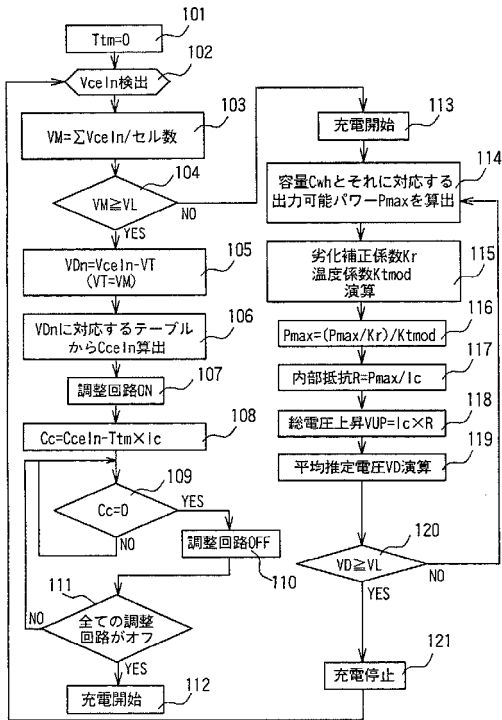 101
Ttm=0
102
Vceln検出
103
VM=∑Vceln/セル数
104
VM≧VL
NO
YES
105
VDn=Vceln-VT
(VT=VM)
106
VDnに対応するテーブル
からCceln算出
107
調整回路ON
108
Cc=Cceln-Ttm×Ic
109
Cc=0
YES
NO
調整回路OFF
110
111
全ての調整
回路がオフ
NO
YES
充電開始
112
113
充電開始
114
容量Cwhとそれに対応する
出力可能パワーPmaxを算出
115
劣化補正係数Kr
温度係数Ktmod
演算
116
Pmax=(Pmax/Kr)/Ktmod
117
内部抵抗R=Pmax/Ic
118
総電圧上昇VUP=Ic×R
119
平均推定電圧VD演算
120
VD≧VL
NO
YES
121
充電停止